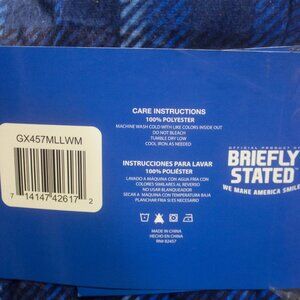 CARE INSTRUCTIONS
100% POLYESTER
MACHINE WASH COLD WITH LIKE COLORS INSIDE OUT
DO NOT BLEACH
TUMBLE DRY LOW
COOL IRON AS NEEDED
GX457MLLWM
7 14147 42617 2
INSTRUCCIONES PARA LAVAR
100% POLIÉSTER
LAVADO A MAQUINA CON AGUA FRIA CON
COLORES SIMILARES AL REVERSO
NO USAR BLANQUEADOR
SECAR A MAQUINA CON TEMPERATURA BAJA
PLANCHAR FRIA SI ES NECESARIO
OFFICIAL PRODUCT OF
BRIEFLY
STATED
WE MAKE AMERICA SMILE
MADE IN CHINA
HECHO EN CHINA
RN# 82457